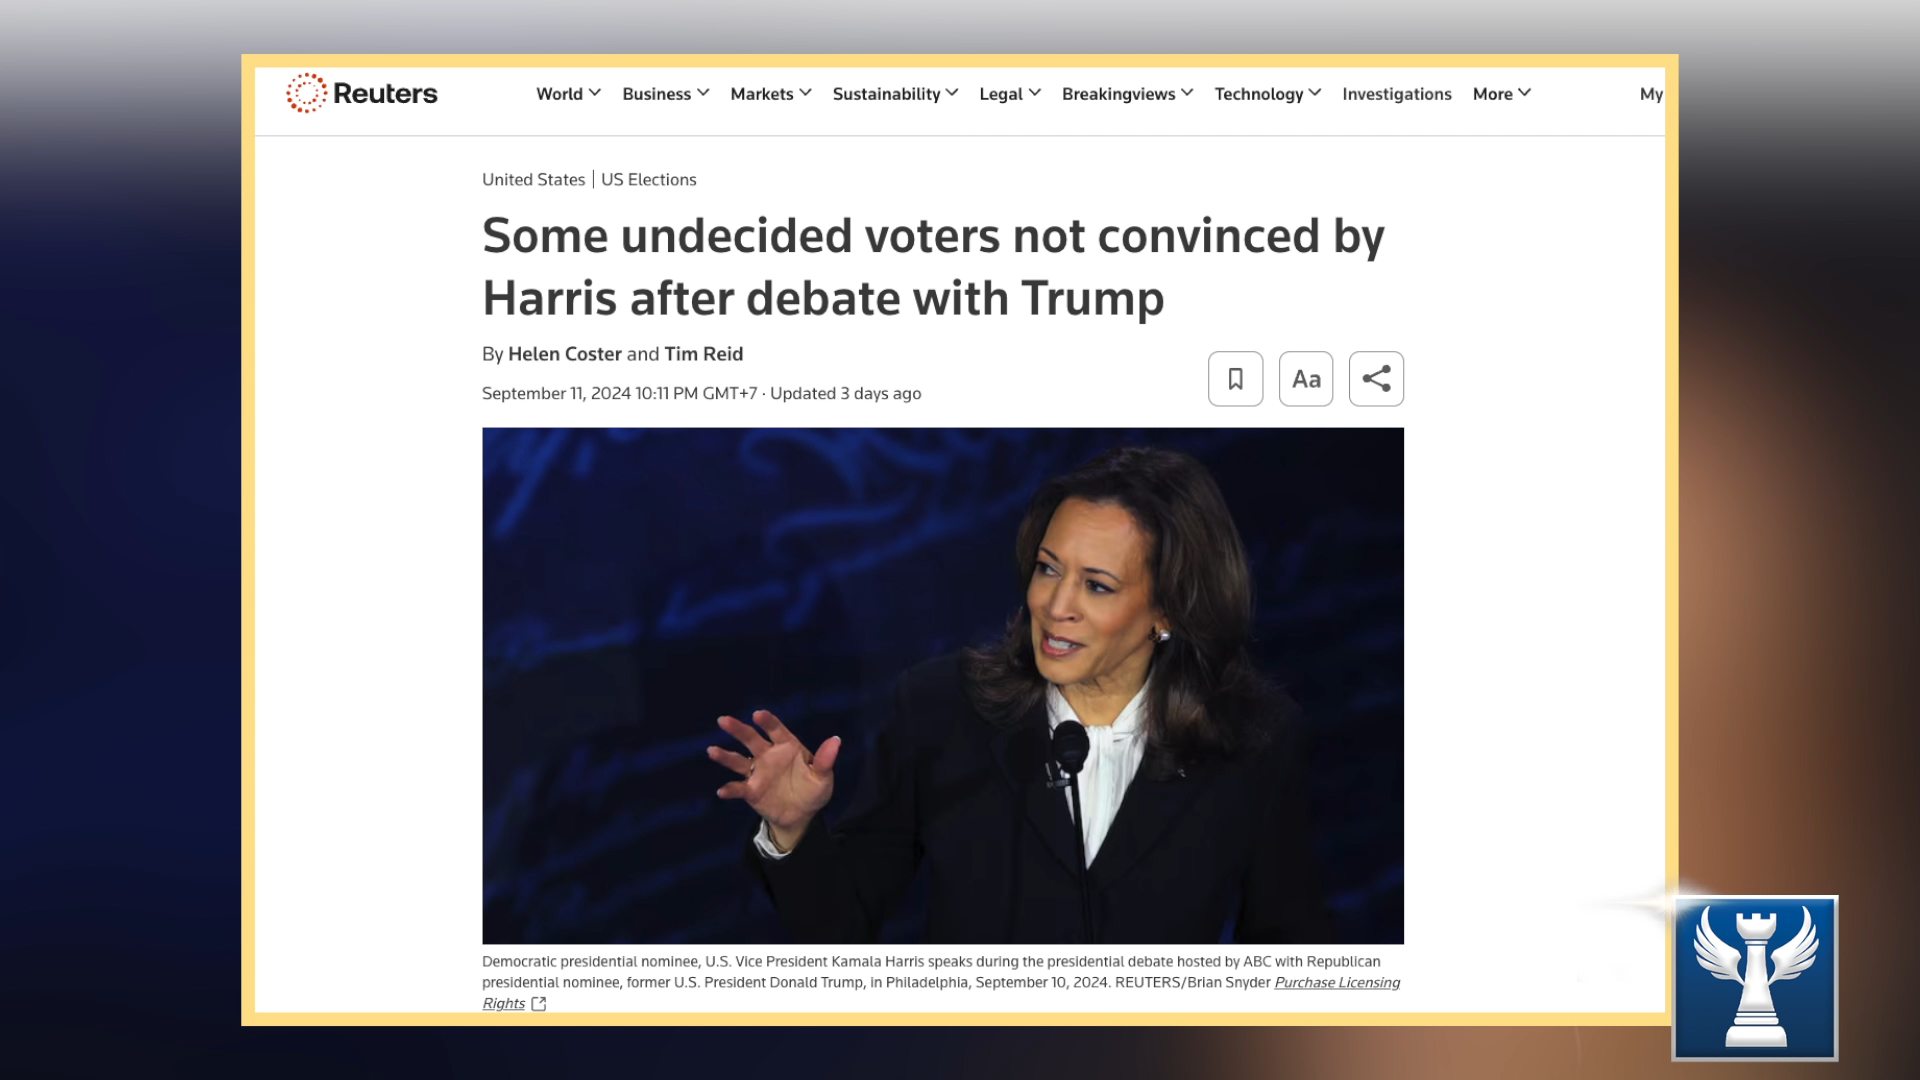 Reuters
World Business Markets Sustainability Legal Breakingviews Technology Investigations More My
United States | US Elections
Some undecided voters not convinced by
Harris after debate with Trump
By Helen Coster and Tim Reid
September 11, 2024 10:11 PM GMT+7 · Updated 3 days ago
Aa
Democratic presidential nominee, U.S. Vice President Kamala Harris speaks during the presidential debate hosted by ABC with Republican
presidential nominee, former U.S. President Donald Trump, in Philadelphia, September 10, 2024. REUTERS/Brian Snyder Purchase Licensing
Rights